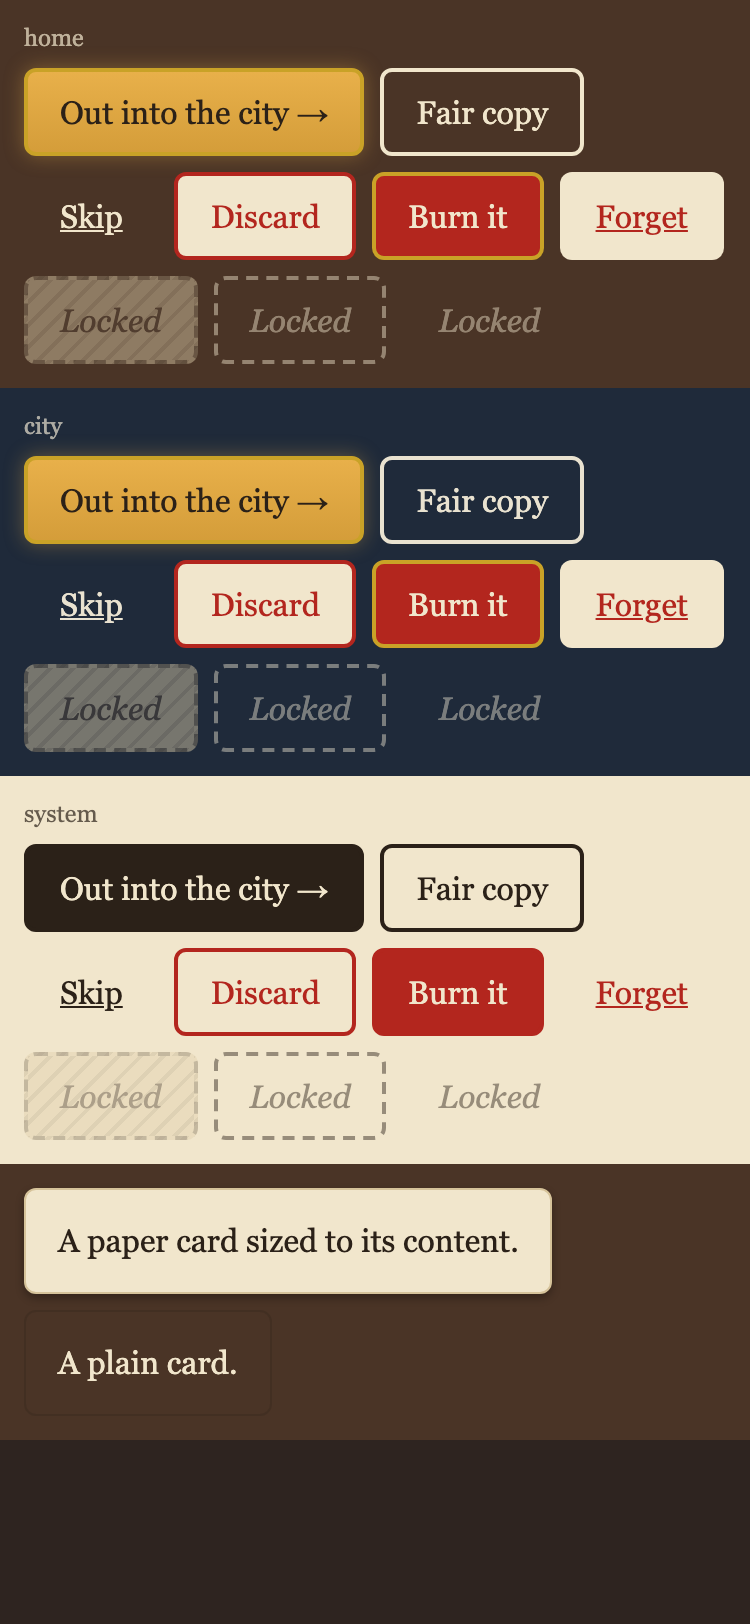 home
Out into the city → Fair copy
Skip Discard Burn it Forget
Locked Locked Locked
city
Out into the city → Fair copy
Skip Discard Burn it Forget
Locked Locked Locked
system
Out into the city → Fair copy
Skip Discard Burn it Forget
Locked Locked Locked
A paper card sized to its content.
A plain card.